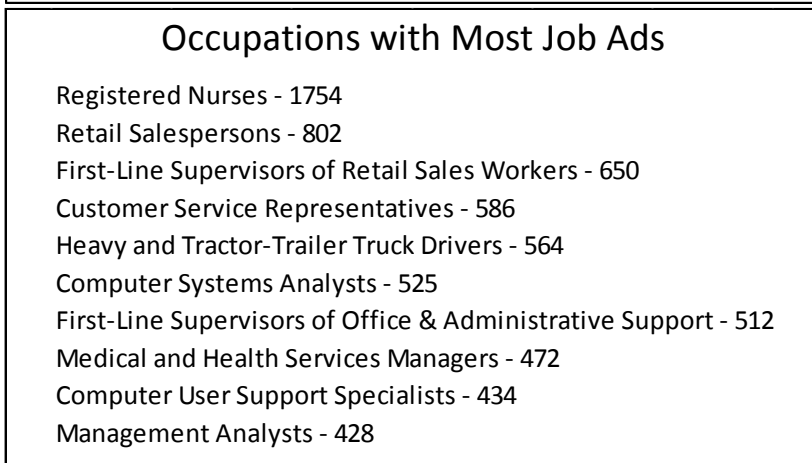 Occupations with Most Job Ads
Registered Nurses - 1754
Retail Salespersons - 802
First-Line Supervisors of Retail Sales Workers - 650
Customer Service Representatives - 586
Heavy and Tractor-Trailer Truck Drivers - 564
Computer Systems Analysts - 525
First-Line Supervisors of Office & Administrative Support - 512
Medical and Health Services Managers - 472
Computer User Support Specialists - 434
Management Analysts - 428